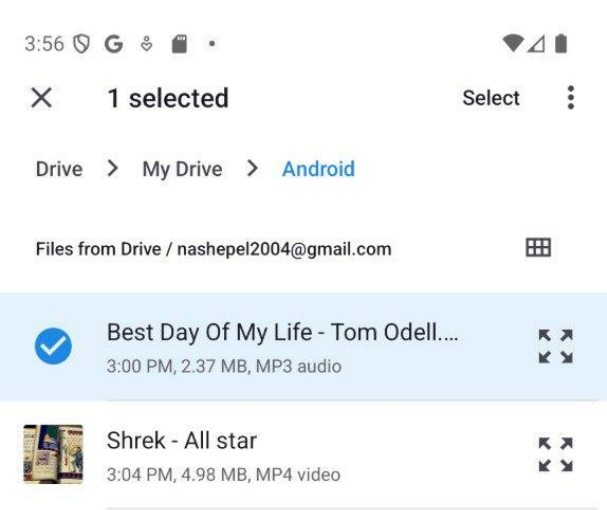 3:56
1 selected Select
Drive > My Drive > Android
Files from Drive / nashepel2004@gmail.com
Best Day Of My Life - Tom Odell....
3:00 PM, 2.37 MB, MP3 audio
Shrek - All star
3:04 PM, 4.98 MB, MP4 video